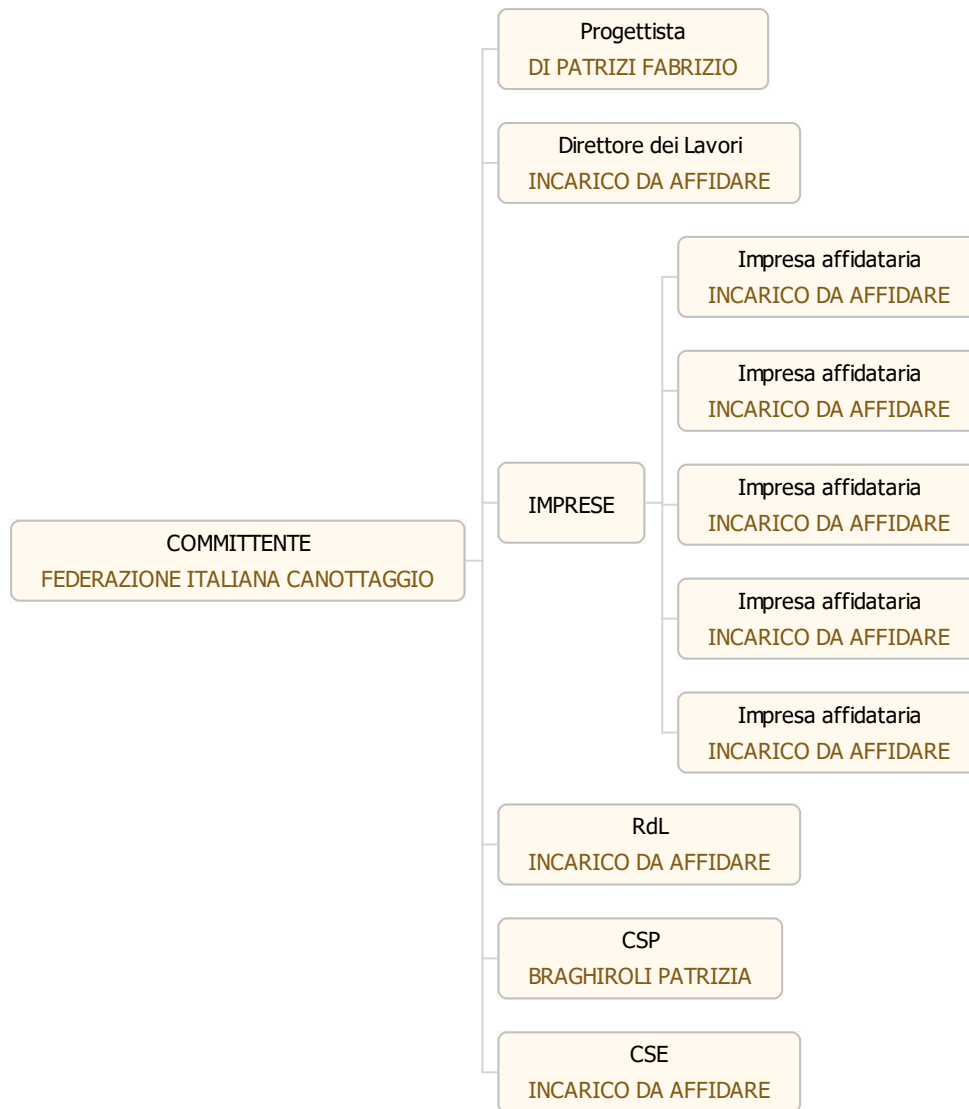 Progettista
DI PATRIZI FABRIZIO
Direttore dei Lavori
INCARICO DA AFFIDARE
Impresa affidataria
INCARICO DA AFFIDARE
Impresa affidataria
INCARICO DA AFFIDARE
IMPRESE
Impresa affidataria
INCARICO DA AFFIDARE
COMMITTENTE
FEDERAZIONE ITALIANA CANOTTAGGIO
Impresa affidataria
INCARICO DA AFFIDARE
Impresa affidataria
INCARICO DA AFFIDARE
RdL
INCARICO DA AFFIDARE
CSP
BRAGHIROLI PATRIZIA
CSE
INCARICO DA AFFIDARE